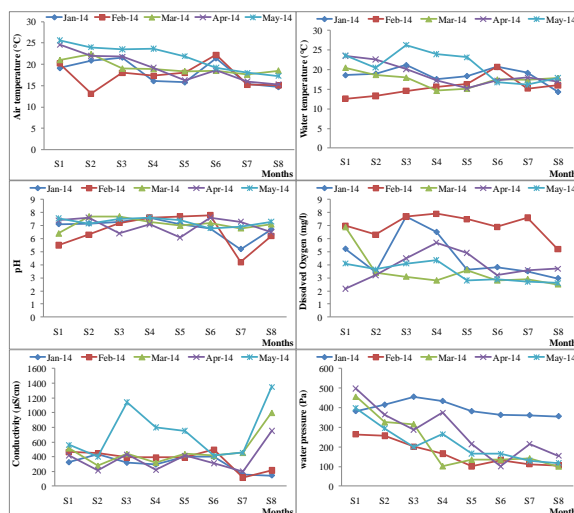 Jan-14 Feb-14 Mar-14 Apr-14 May-14
Air temperature (°C)
30
25
20
15
10
5
0
S1 S2 S3 S4 S5 S6 S7 S8
Months
Jan-14 Feb-14 Mar-14 Apr-14 May-14
Water temperature (°C)
30
25
20
15
10
5
0
S1 S2 S3 S4 S5 S6 S7 S8
Months
Jan-14 Feb-14 Mar-14 Apr-14 May-14
pH
9
8
7
6
5
4
3
2
1
0
S1 S2 S3 S4 S5 S6 S7 S8
Months
Jan-14 Feb-14 Mar-14 Apr-14 May-14
Dissolved Oxygen (mg/l)
9
8
7
6
5
4
3
2
1
0
S1 S2 S3 S4 S5 S6 S7 S8
Months
Jan-14 Feb-14 Mar-14 Apr-14 May-14
Conductivity (µS/cm)
1600
1400
1200
1000
800
600
400
200
0
S1 S2 S3 S4 S5 S6 S7 S8
Months
Jan-14 Feb-14 Mar-14 Apr-14 May-14
water pressure (Pa)
600
500
400
300
200
100
0
S1 S2 S3 S4 S5 S6 S7 S8
Months